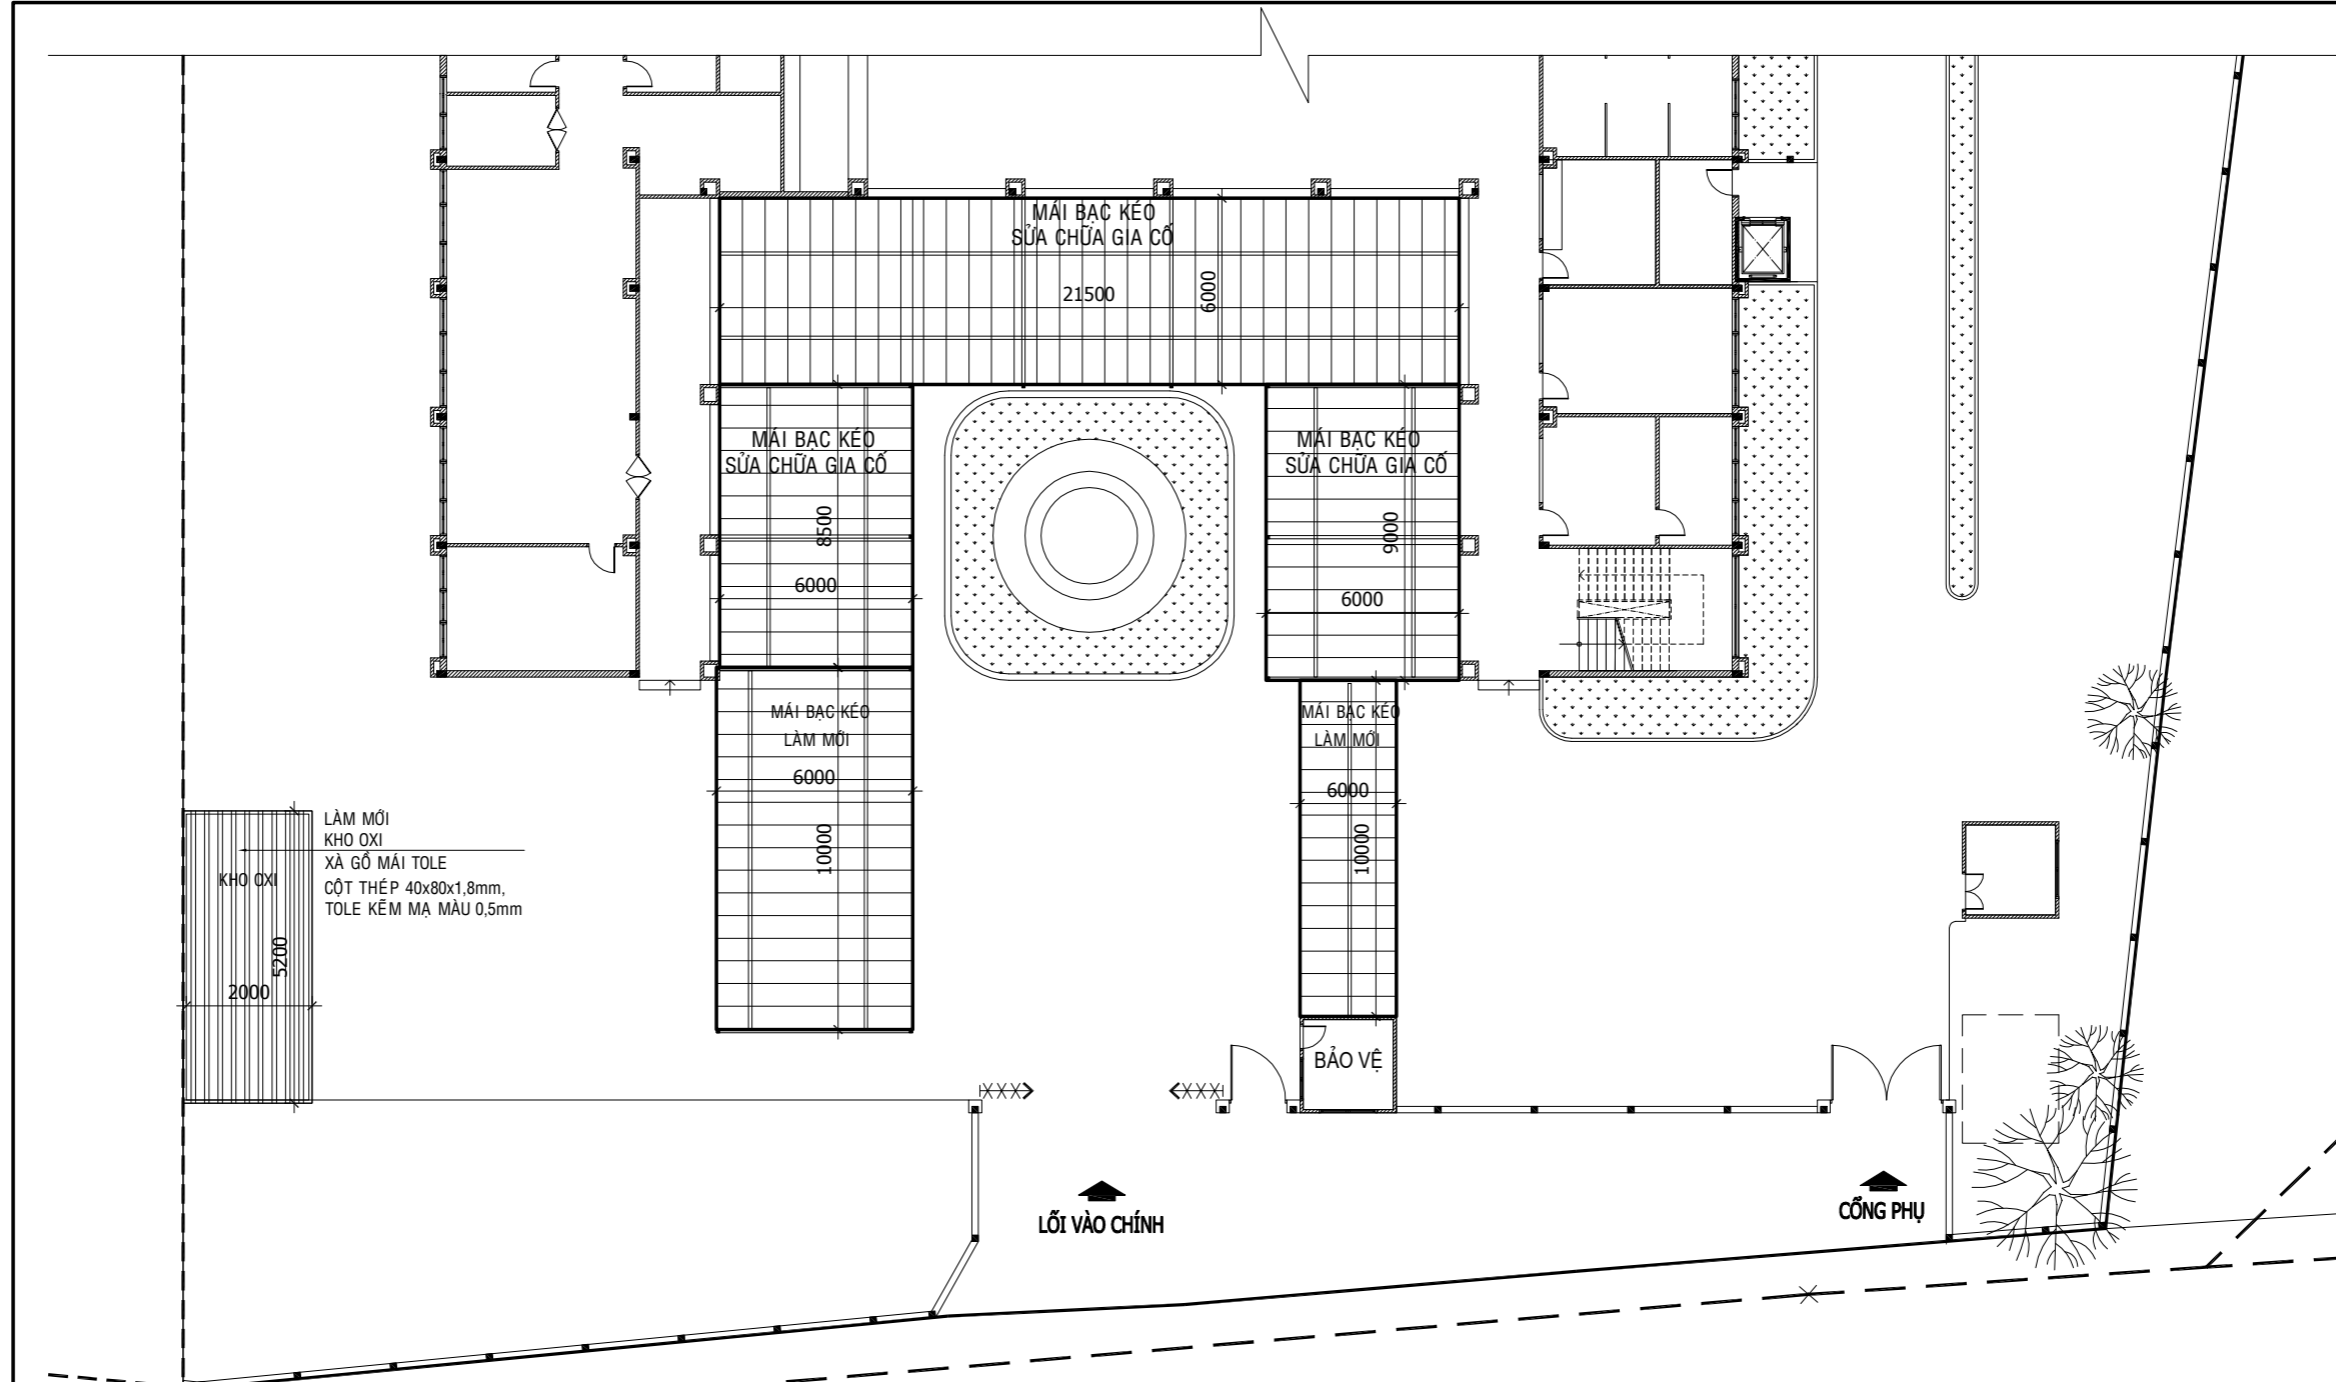 MÁI BẠC KÉO
SỬA CHỮA GIA CỐ
21500
6000
MÁI BẠC KÉO
SỬA CHỮA GIA CỐ
8500
6000
MÁI BẠC KÉO
SỬA CHỮA GIA CỐ
9000
6000
MÁI BẠC KÉO
LÀM MỚI
6000
10000
MÁI BẠC KÉO
LÀM MỚI
6000
10000
LÀM MỚI
KHO OXI
XÀ GỒ MÁI TOLE
CỘT THÉP 40x80x1,8mm,
TOLE KẼM MẠ MÀU 0,5mm
KHO OXI
5200
2000
BẢO VỆ
LỐI VÀO CHÍNH
CỔNG PHỤ